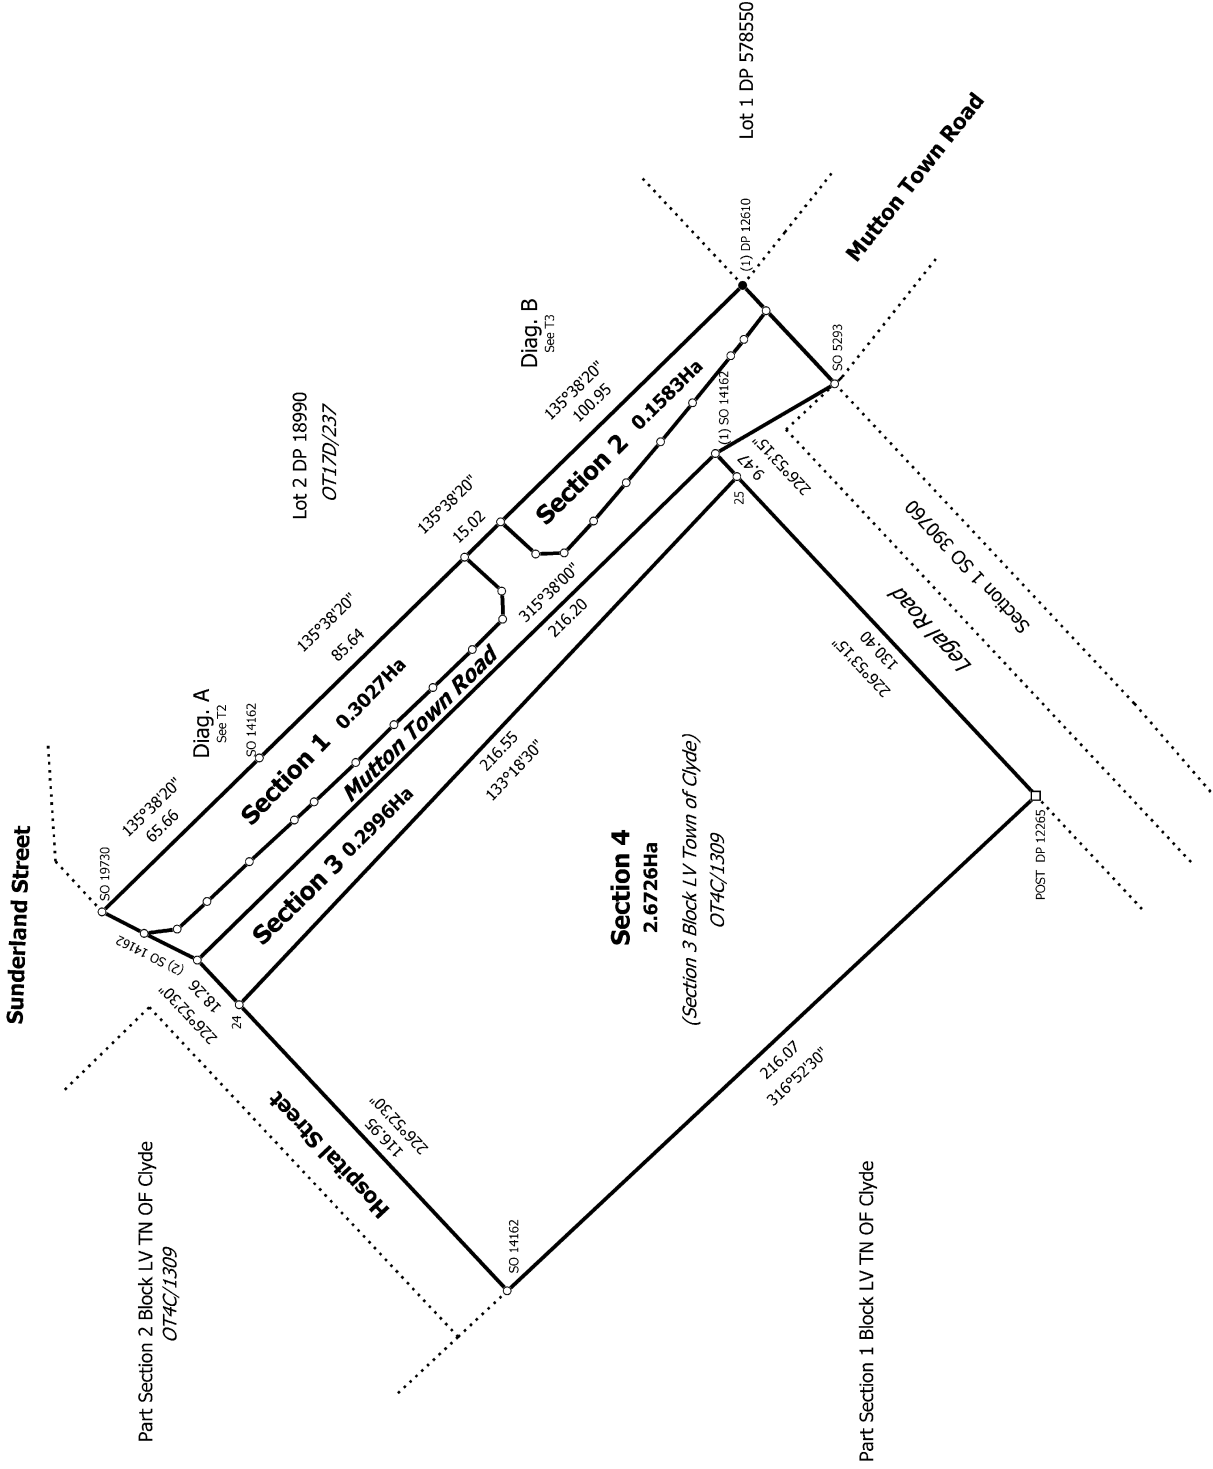 Sunderland Street
Lot 1 DP 578550
Mutton Town Road
(1) DP 12610
SO 5293
Diag. B
See T3
Lot 2 DP 18990
OT17D/237
135°38'20"
100.95
Section 2 0.1583Ha
(1) SO 14162
135°38'20"
15.02
135°38'20"
85.64
Diag. A
See T2
SO 14162
135°38'20"
65.66
SO 19730
Section 1 0.3027Ha
Mutton Town Road
315°38'00"
216.20
Section 3 0.2996Ha
216.55
133°18'30"
9.47
226°53'15"
25
(2) SO 14162
18.26
226°52'30"
24
Section 1 SO 390760
Legal Road
226°53'15"
130.40
Section 4
2.6726Ha
(Section 3 Block LV Town of Clyde)
OT4C/1309
POST DP 12265
216.07
316°52'30"
Hospital Street
116.95
226°52'30"
SO 14162
Part Section 2 Block LV TN OF Clyde
OT4C/1309
Part Section 1 Block LV TN OF Clyde